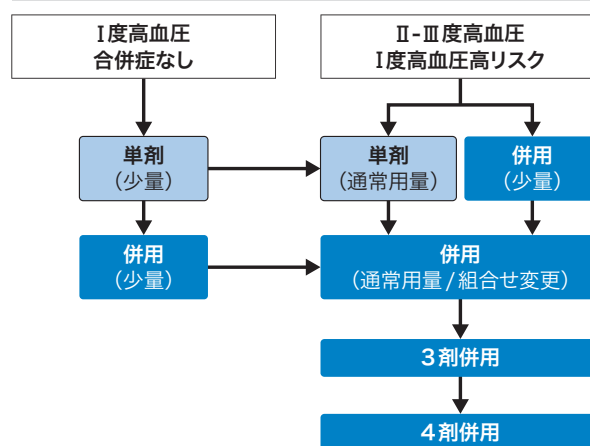 Ⅰ度高血圧
合併症なし
Ⅱ-Ⅲ度高血圧
Ⅰ度高血圧高リスク
単剤
（少量）
単剤
（通常用量）
併用
（少量）
併用
（少量）
併用
（通常用量/組合せ変更）
3剤併用
4剤併用